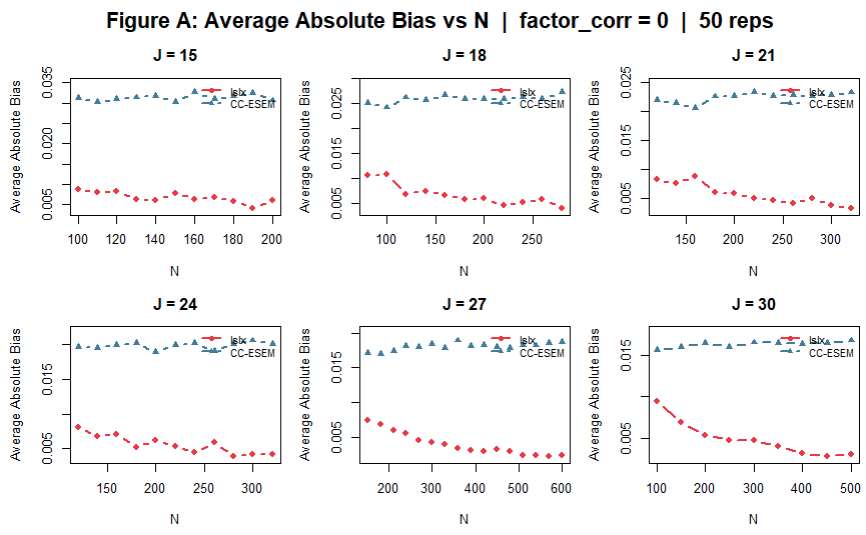 Figure A: Average Absolute Bias vs N | factor_corr = 0 | 50 reps
J = 15
J = 18
J = 21
Average Absolute Bias
0.035
0.020
0.005
lslx
CC-ESEM
100 120 140 160 180 200
N
Average Absolute Bias
0.025
0.015
0.005
lslx
CC-ESEM
100 150 200 250
N
Average Absolute Bias
0.025
0.015
0.005
lslx
CC-ESEM
150 200 250 300
N
J = 24
J = 27
J = 30
Average Absolute Bias
0.015
0.005
lslx
CC-ESEM
150 200 250 300
N
Average Absolute Bias
0.015
0.005
lslx
CC-ESEM
200 300 400 500 600
N
Average Absolute Bias
0.015
0.005
lslx
CC-ESEM
100 200 300 400 500
N